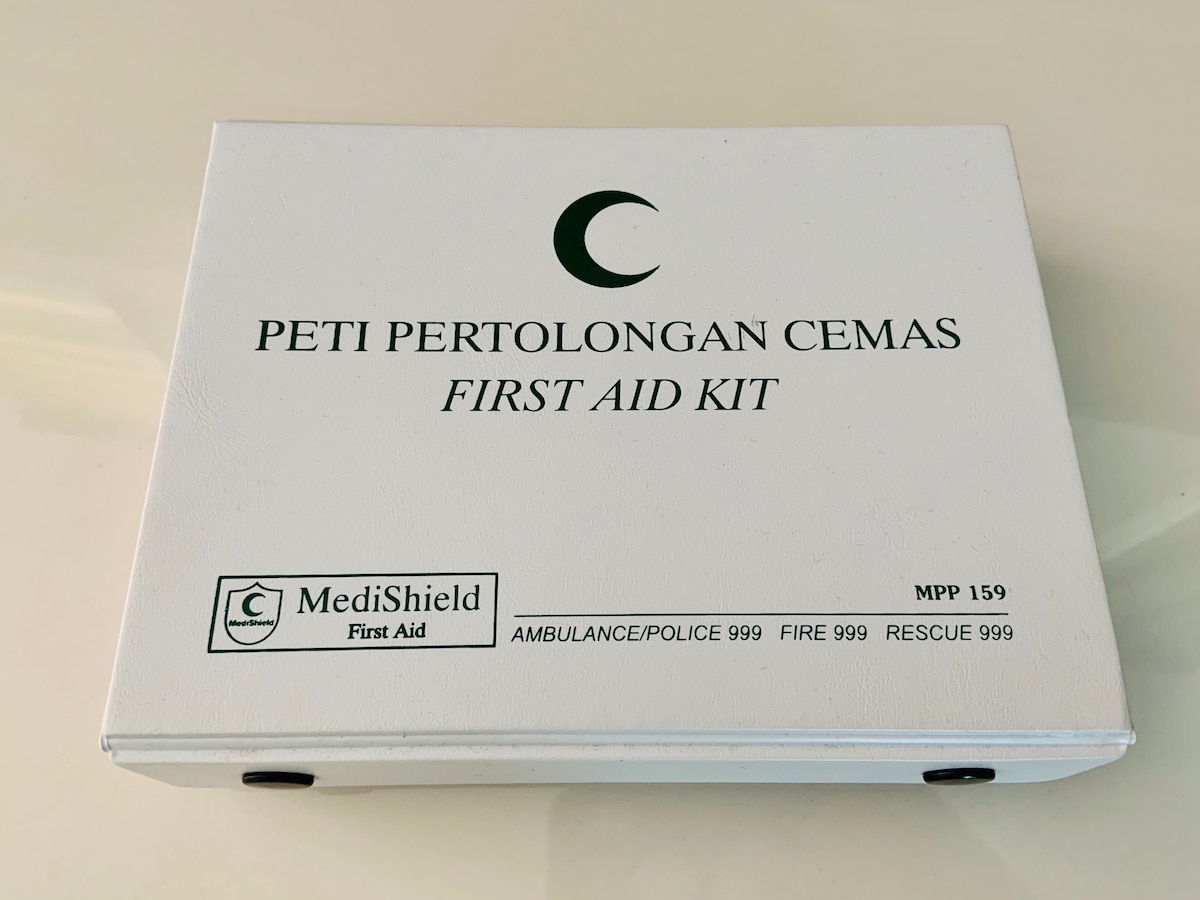 PETI PERTOLONGAN CEMAS
FIRST AID KIT
MediShield
MediShield
First Aid
MPP 159
AMBULANCE/POLICE 999 FIRE 999 RESCUE 999